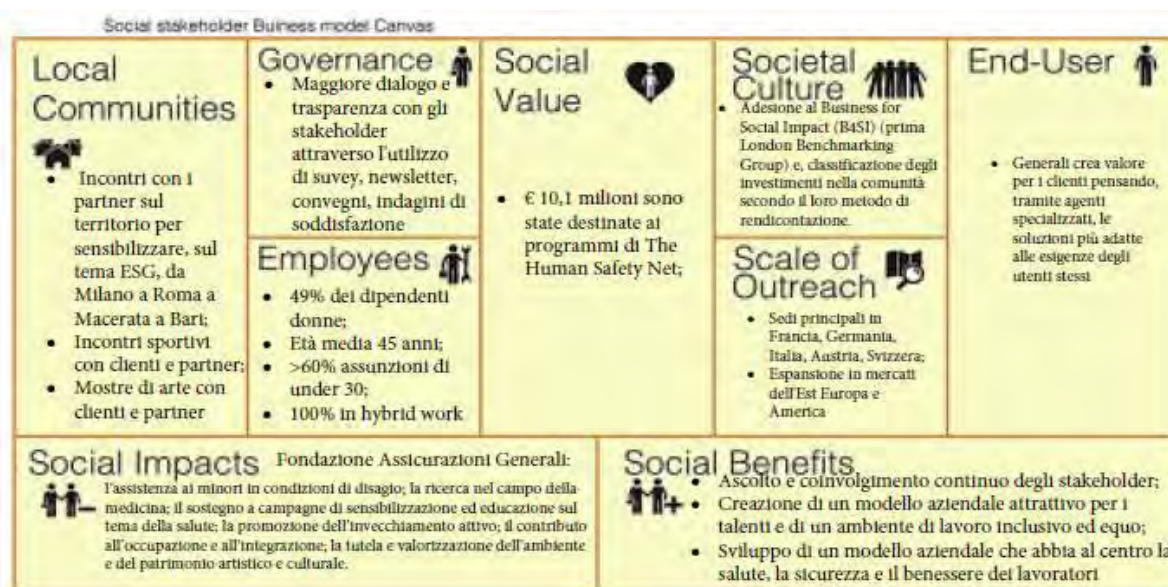 Social stakeholder Buiness model Canvas
Local
Communities
• Incontri con i
partner sul
territorio per
sensibilizzare, sul
tema ESG, da
Milano a Roma a
Macerata a Bari;
• Incontri sportivi
con clienti e partner;
• Mostre di arte con
clienti e partner
Governance
• Maggiore dialogo e
trasparenza con gli
stakeholder
attraverso l'utilizzo
di suvey, newsletter,
convegni, indagini di
soddisfazione
Employees
• 49% dei dipendenti
donne;
• Età media 45 anni;
• >60% assunzioni di
under 30;
• 100% in hybrid work
Social
Value
• € 10,1 milioni sono
state destinate ai
programmi di The
Human Safety Net;
Societal
Culture
• Adesione al Business for
Social Impact (B4SI) (prima
London Benchmarking
Group) e, classificazione degli
investimenti nella comunità
secondo il loro metodo di
rendicontazione.
Scale of
Outreach
• Sedi principali in
Francia, Germania,
Italia, Austria, Svizzera;
• Espansione in mercati
dell'Est Europa e
America
End-User
• Generali crea valore
per i clienti pensando,
tramite agenti
specializzati, le
soluzioni più adatte
alle esigenze degli
utenti stessi
Social Impacts Fondazione Assicurazioni Generali:
l'assistenza ai minori in condizioni di disagio; la ricerca nel campo della
medicina; il sostegno a campagne di sensibilizzazione ed educazione sul
tema della salute; la promozione dell'invecchiamento attivo; il contributo
all'occupazione e all'integrazione; la tutela e valorizzazione dell'ambiente
e del patrimonio artistico e culturale.
Social Benefits
• Ascolto e coinvolgimento continuo degli stakeholder;
• Creazione di un modello aziendale attrattivo per i
talenti e di un ambiente di lavoro inclusivo ed equo;
• Sviluppo di un modello aziendale che abbia al centro la
salute, la sicurezza e il benessere dei lavoratori